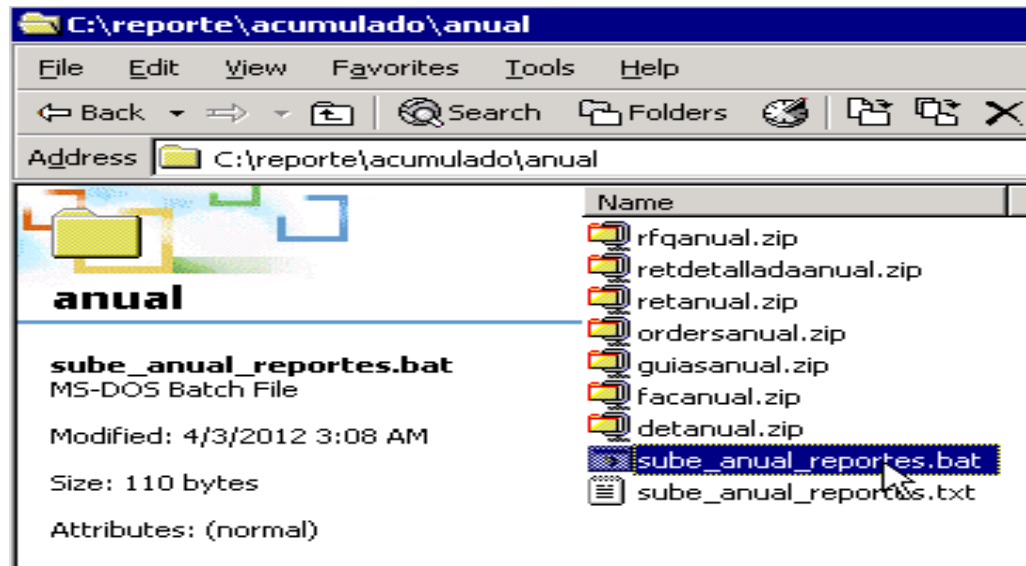 C:\reporte\acumulado\anual
File Edit View Favorites Tools Help
Back Search Folders
Address C:\reporte\acumulado\anual
anual
sube_anual_reportes.bat
MS-DOS Batch File
Modified: 4/3/2012 3:08 AM
Size: 110 bytes
Attributes: (normal)
Name
rfqanual.zip
retdetalladaanual.zip
retanual.zip
ordersanual.zip
guiasanual.zip
facanual.zip
detanual.zip
sube_anual_reportes.bat
sube_anual_reportes.txt